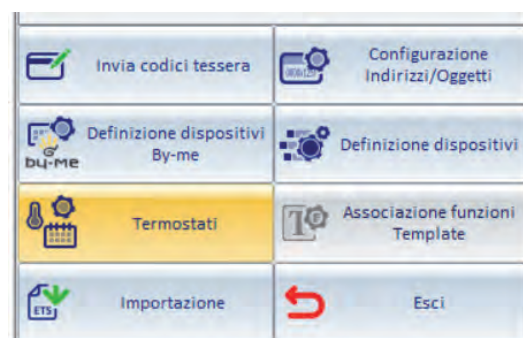 Invia codici tessera
Configurazione
Indirizzi/Oggetti
Definizione dispositivi
By-me
by-me
Definizione dispositivi
Termostati
Associazione funzioni
Template
Importazione
ETS
Esci